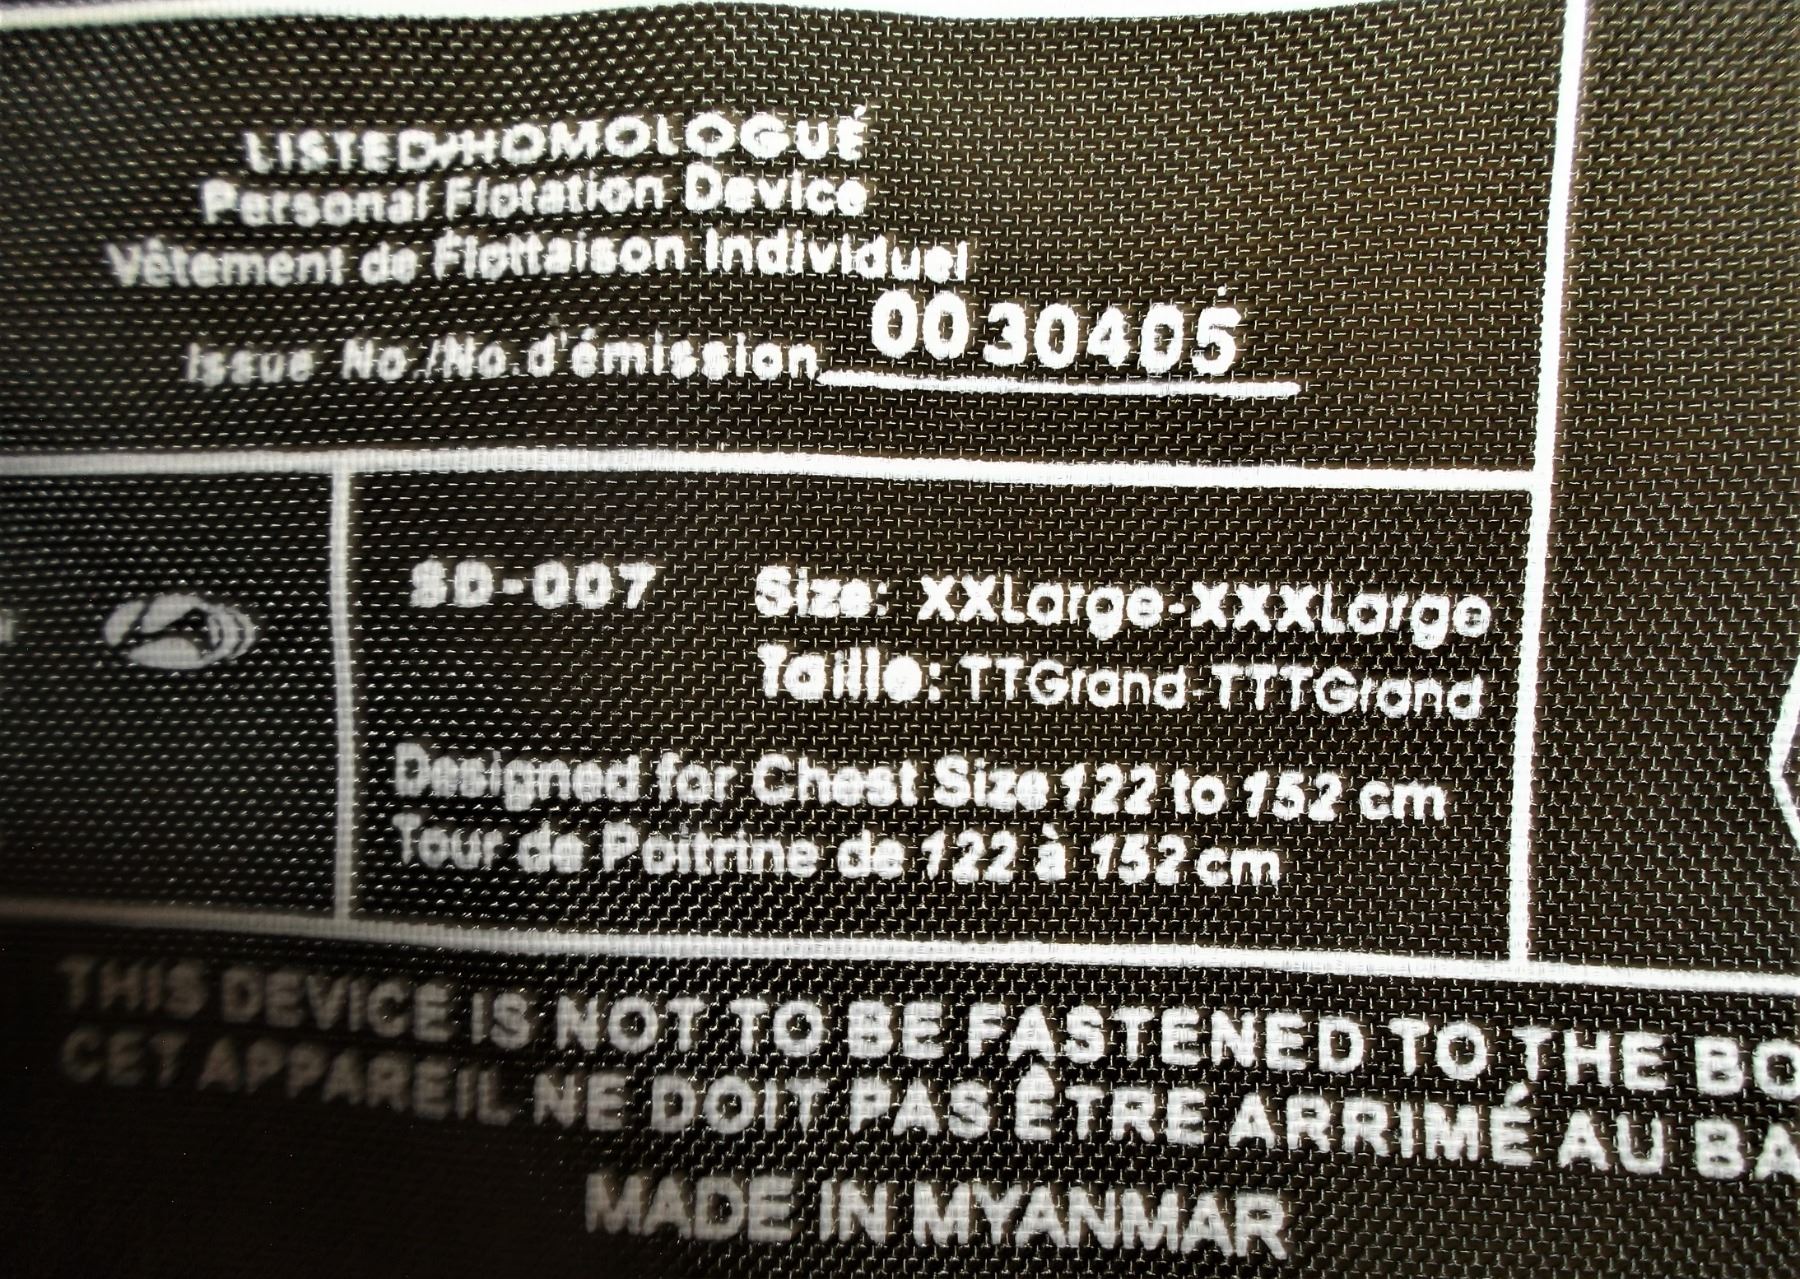 LISTED/HOMOLOGUÉ
Personal Flotation Device
Vêtement de Flottaison Individuel
Issue No./No.d'émission 0030405
SD-007
Size: XXLarge-XXXLarge
Taille: TTGrand-TTTGrand
Designed for Chest Size 122 to 152 cm
Tour de Poitrine de 122 à 152 cm
THIS DEVICE IS NOT TO BE FASTENED TO THE BO
CET APPAREIL NE DOIT PAS ÊTRE ARRIMÉ AU BA
MADE IN MYANMAR